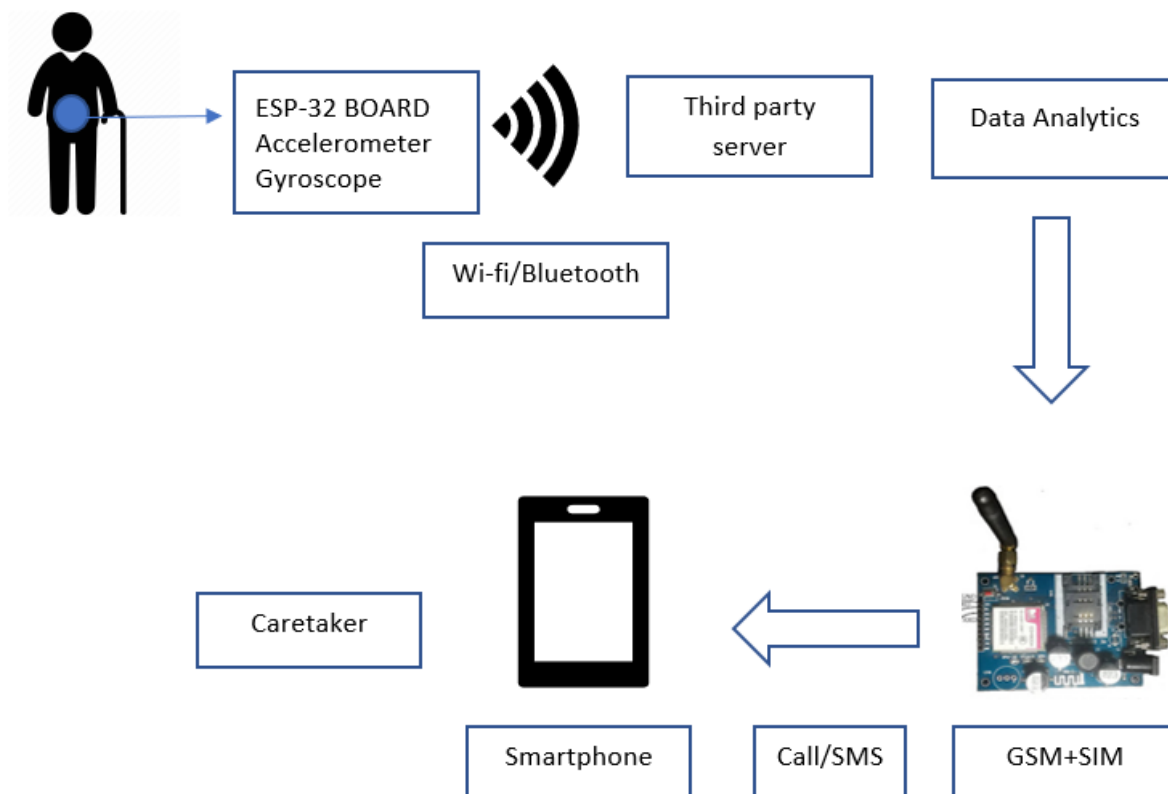 ESP-32 BOARD
Accelerometer
Gyroscope
Third party
server
Data Analytics
Wi-fi/Bluetooth
Caretaker
Smartphone
Call/SMS
GSM+SIM